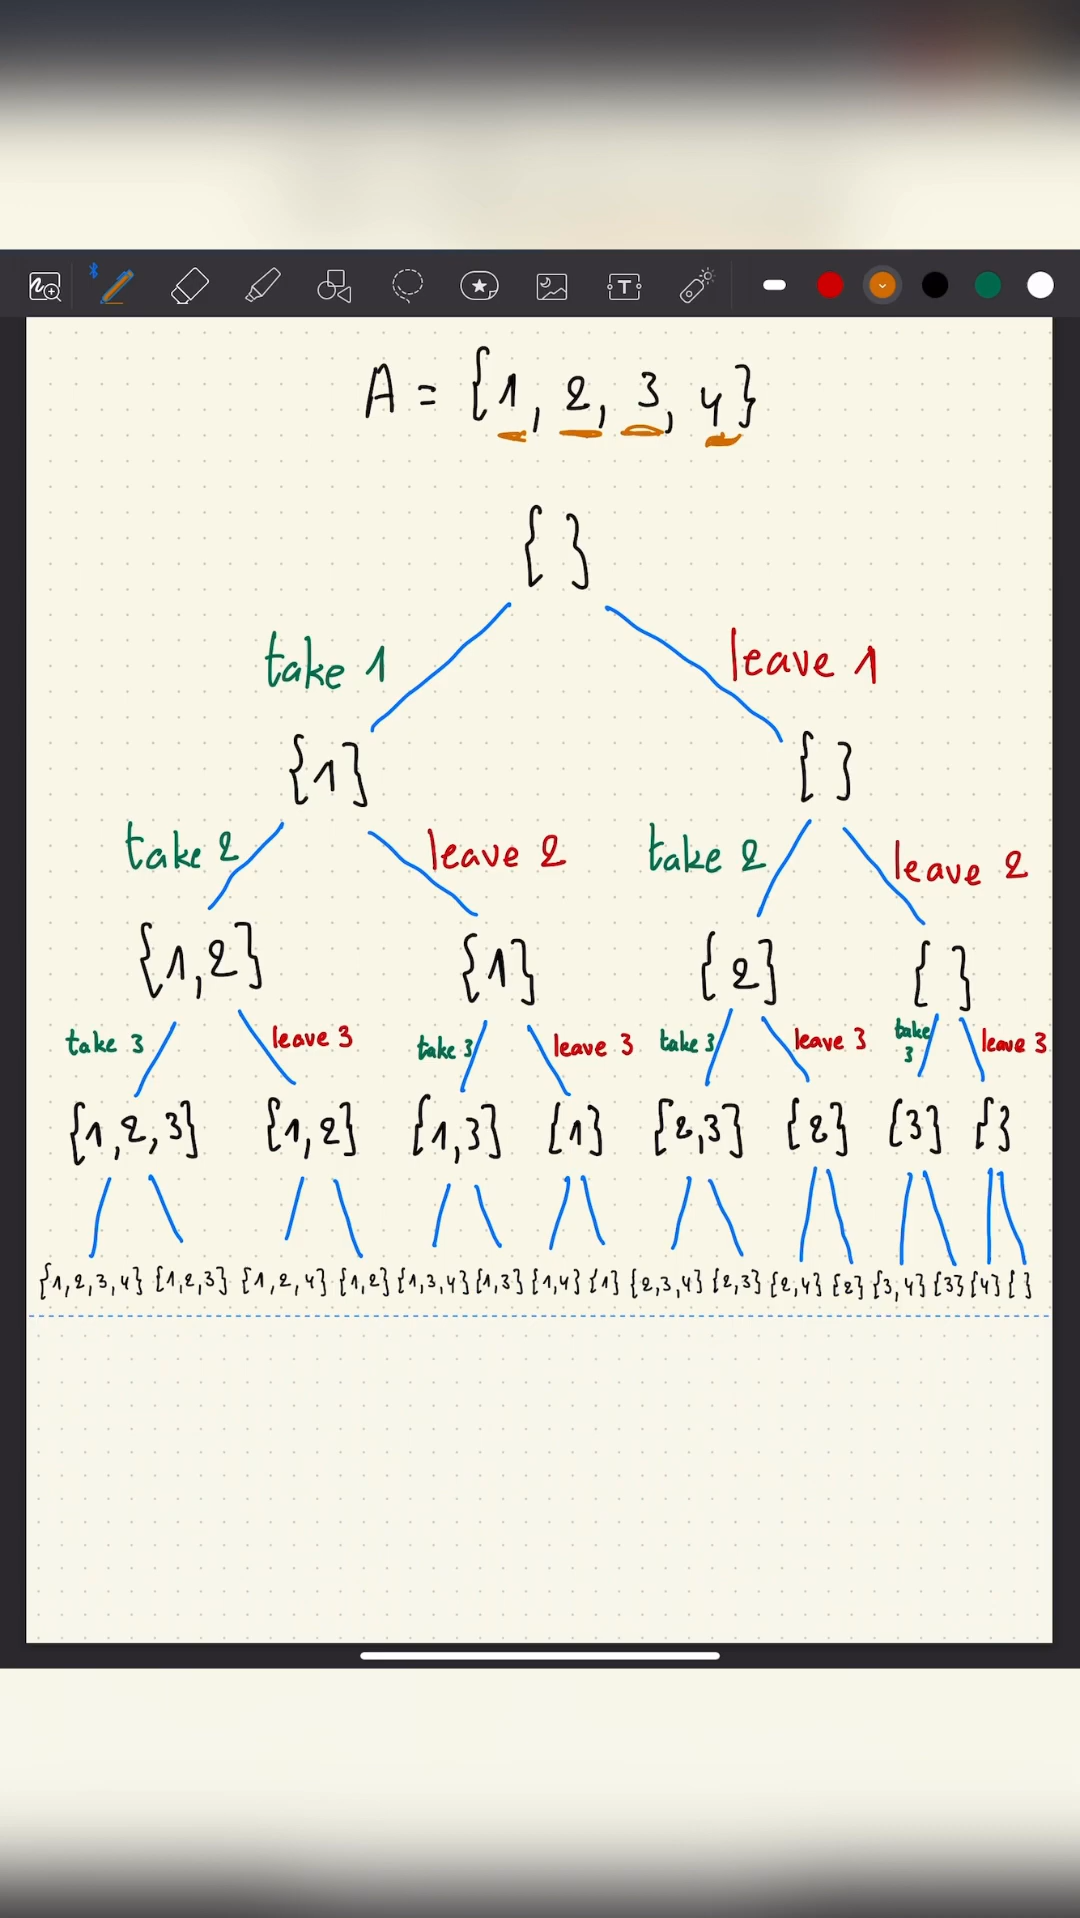 A = {1, 2, 3, 4}
{ }
take 1 leave 1
{1} { }
take 2 leave 2 take 2 leave 2
{1,2} {1} {2} { }
take 3 leave 3 take 3 leave 3 take 3 leave 3 take 3 leave 3
{1,2,3} {1,2} {1,3} {1} {2,3} {2} {3} { }
{1,2,3,4} {1,2,3} {1,2,4} {1,2} {1,3,4} {1,3} {1,4} {1} {2,3,4} {2,3} {2,4} {2} {3,4} {3} {4} { }